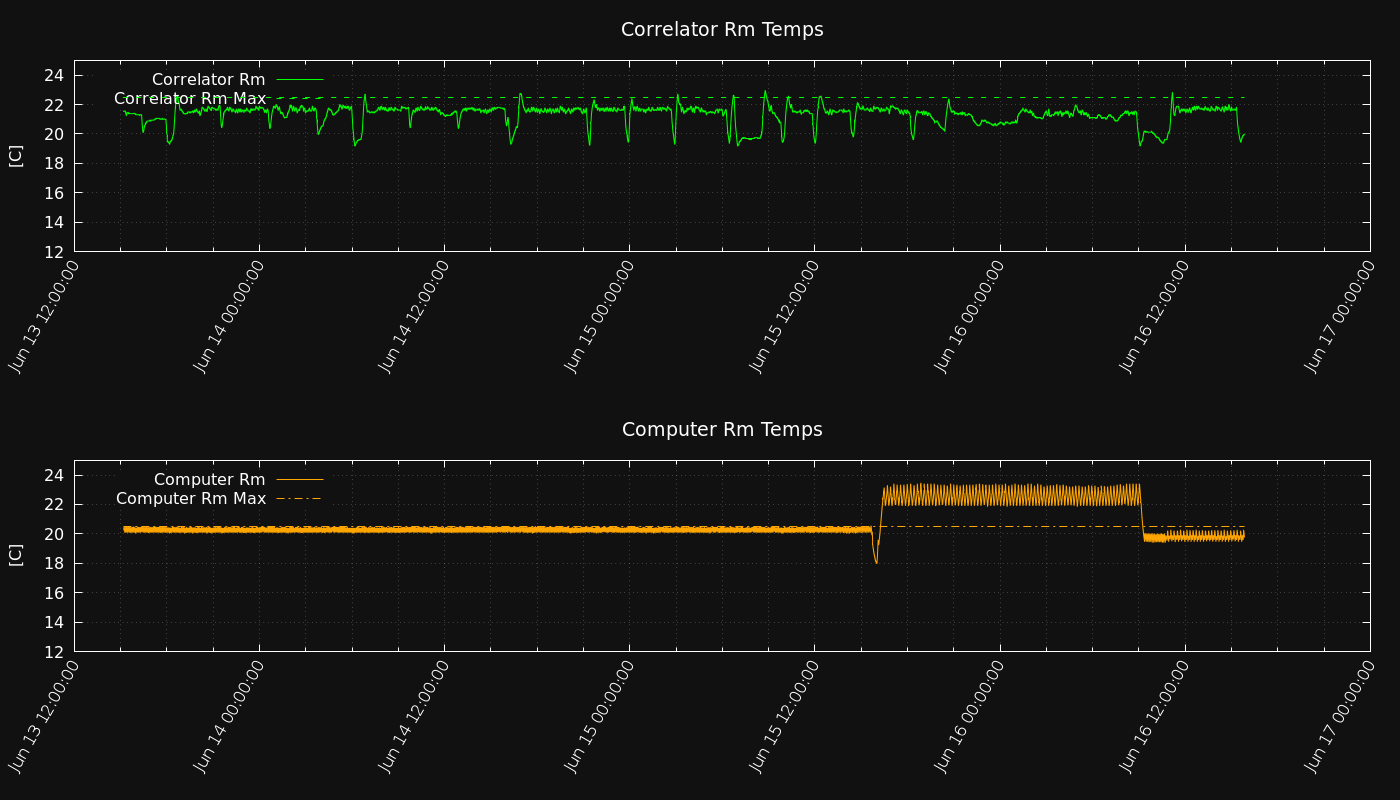 Correlator Rm Temps
Correlator Rm
Correlator Rm Max
24
22
20
18
16
14
12
[C]
Jun 13 12:00:00
Jun 14 00:00:00
Jun 14 12:00:00
Jun 15 00:00:00
Jun 15 12:00:00
Jun 16 00:00:00
Jun 16 12:00:00
Jun 17 00:00:00
Computer Rm Temps
Computer Rm
Computer Rm Max
24
22
20
18
16
14
12
[C]
Jun 13 12:00:00
Jun 14 00:00:00
Jun 14 12:00:00
Jun 15 00:00:00
Jun 15 12:00:00
Jun 16 00:00:00
Jun 16 12:00:00
Jun 17 00:00:00